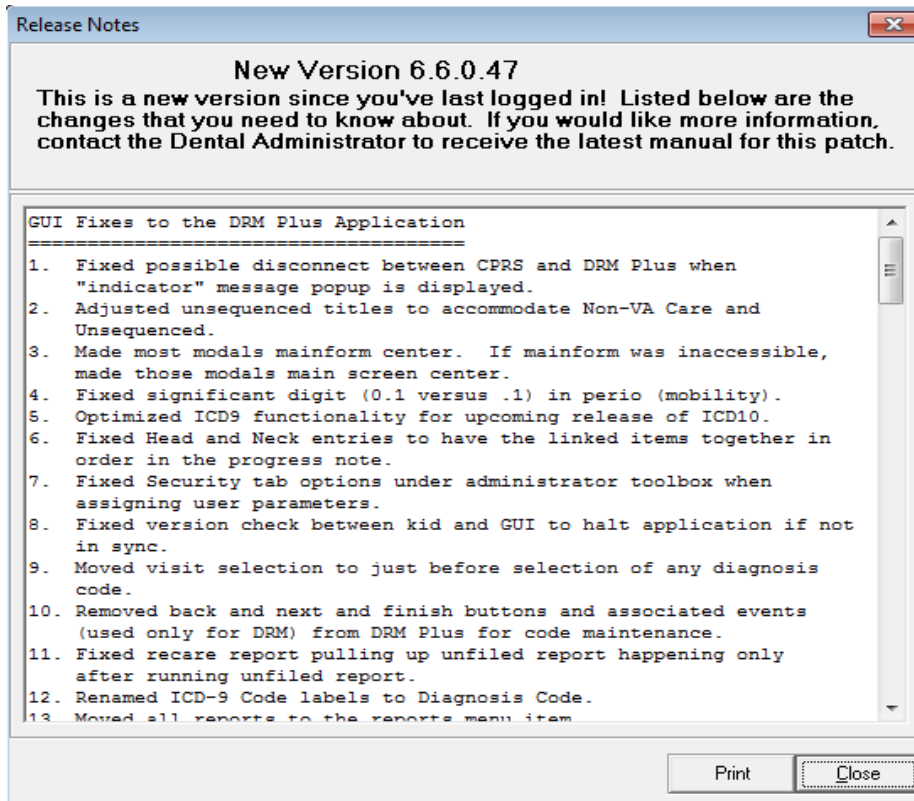 Release Notes
New Version 6.6.0.47
This is a new version since you've last logged in! Listed below are the
changes that you need to know about. If you would like more information,
contact the Dental Administrator to receive the latest manual for this patch.
GUI Fixes to the DRM Plus Application
=====================================
1. Fixed possible disconnect between CPRS and DRM Plus when
"indicator" message popup is displayed.
2. Adjusted unsequenced titles to accommodate Non-VA Care and
Unsequenced.
3. Made most modals mainform center. If mainform was inaccessible,
made those modals main screen center.
4. Fixed significant digit (0.1 versus .1) in perio (mobility).
5. Optimized ICD9 functionality for upcoming release of ICD10.
6. Fixed Head and Neck entries to have the linked items together in
order in the progress note.
7. Fixed Security tab options under administrator toolbox when
assigning user parameters.
8. Fixed version check between kid and GUI to halt application if not
in sync.
9. Moved visit selection to just before selection of any diagnosis
code.
10. Removed back and next and finish buttons and associated events
(used only for DRM) from DRM Plus for code maintenance.
11. Fixed recare report pulling up unfiled report happening only
after running unfiled report.
12. Renamed ICD-9 Code labels to Diagnosis Code.
13. Moved all reports to the reports menu item
Print Close